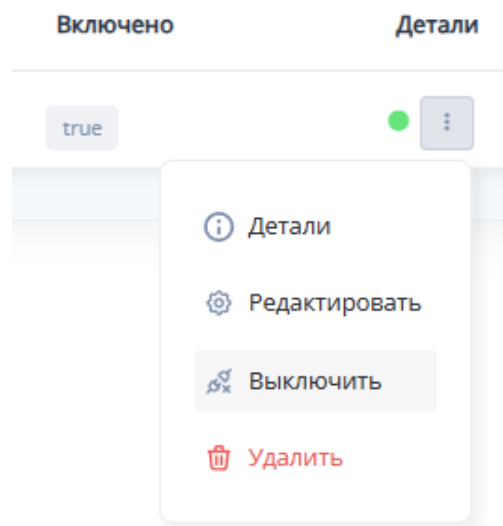 Включено Детали
true
Детали
Редактировать
Выключить
Удалить